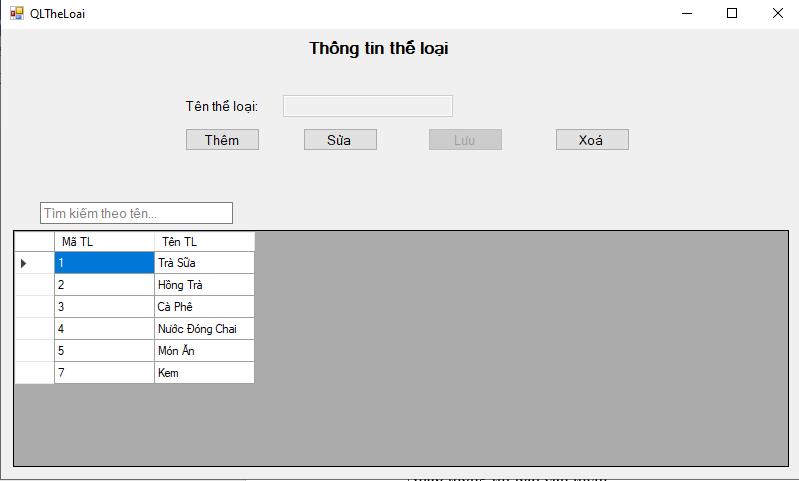 QLTheLoai
Thông tin thể loại
Tên thể loại:
Thêm Sửa Lưu Xoá
Tìm kiếm theo tên...
Mã TL Tên TL
1 Trà Sữa
2 Hồng Trà
3 Cà Phê
4 Nước Đóng Chai
5 Món Ăn
7 Kem